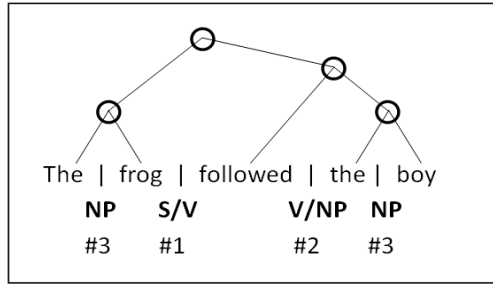 The | frog | followed | the | boy
NP S/V V/NP NP
#3 #1 #2 #3